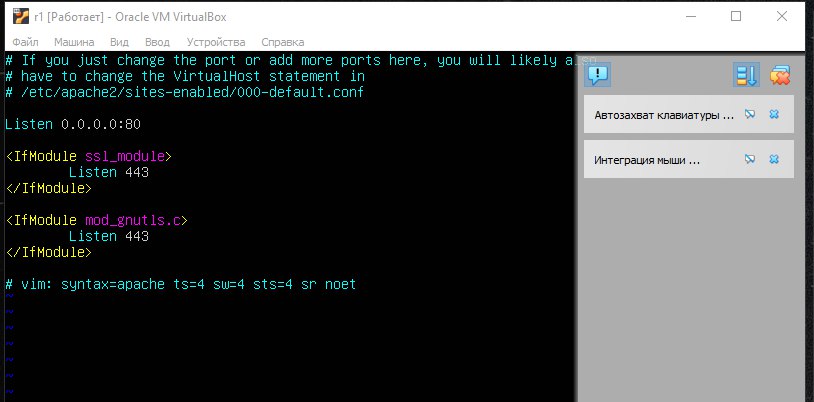 r1 [Работает] - Oracle VM VirtualBox
Файл Машина Вид Ввод Устройства Справка
# If you just change the port or add more ports here, you will likely also
# have to change the VirtualHost statement in
# /etc/apache2/sites-enabled/000-default.conf
Listen 0.0.0.0:80
<IfModule ssl_module>
Listen 443
</IfModule>
<IfModule mod_gnutls.c>
Listen 443
</IfModule>
# vim: syntax=apache ts=4 sw=4 sts=4 sr noet
~
~
~
~
~
~
~
Автозахват клавиатуры ...
Интеграция мыши ...